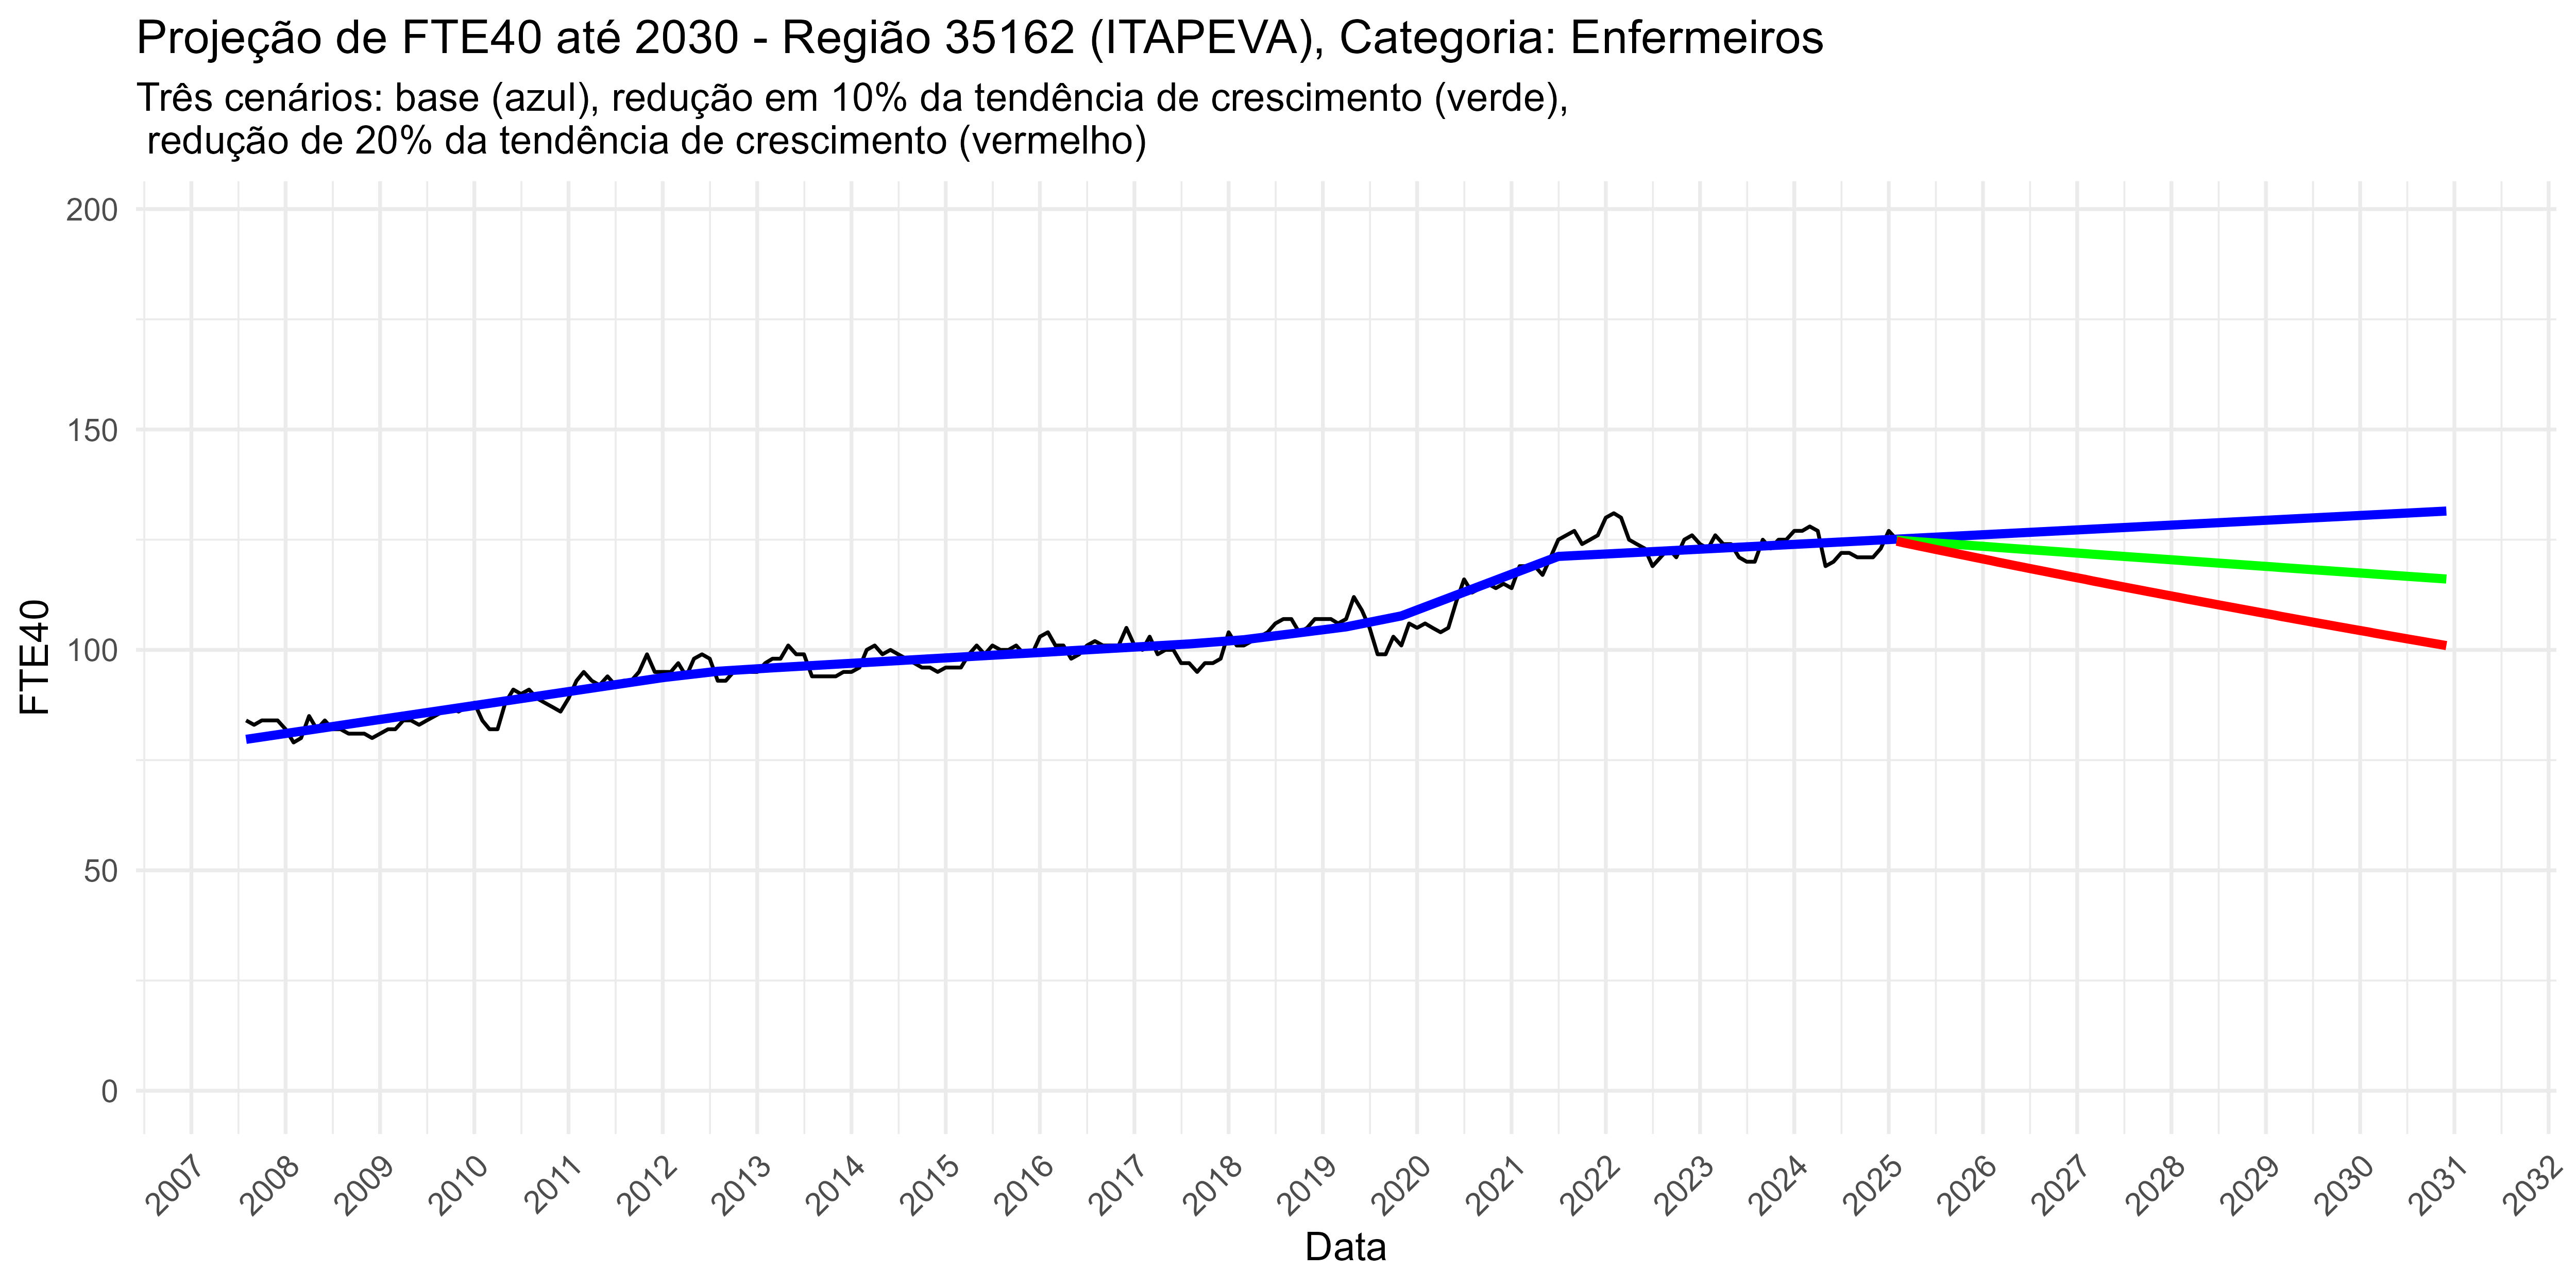 Projeção de FTE40 até 2030 - Região 35162 (ITAPEVA), Categoria: Enfermeiros
Três cenários: base (azul), redução em 10% da tendência de crescimento (verde),
redução de 20% da tendência de crescimento (vermelho)
FTE40
200
150
100
50
0
2007 2008 2009 2010 2011 2012 2013 2014 2015 2016 2017 2018 2019 2020 2021 2022 2023 2024 2025 2026 2027 2028 2029 2030 2031 2032
Data